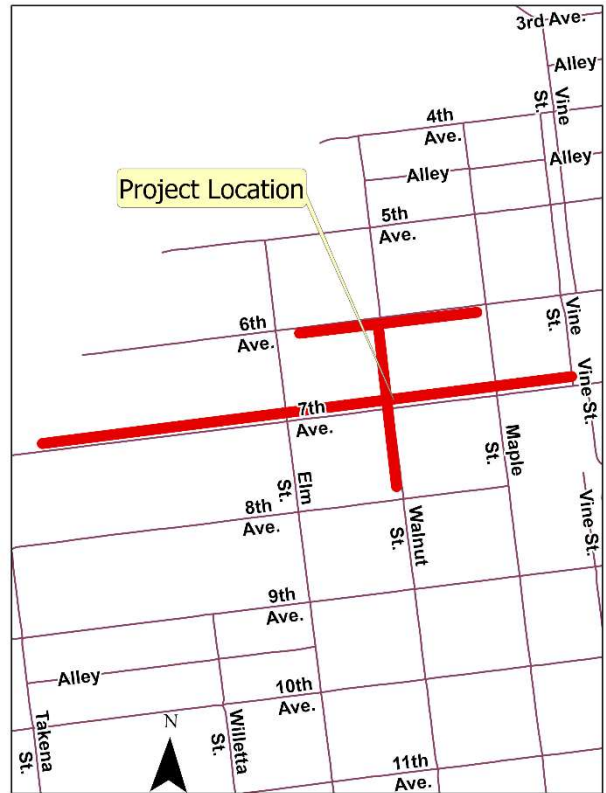 3rd Ave.
Alley
Vine
St.
4th
Ave.
Alley
Alley
Project Location
5th
Ave.
6th
Ave.
Vine
St.
Vine St.
7th
Ave.
Maple
St.
Elm
St.
8th
Ave.
Walnut
St.
Vine St.
9th
Ave.
Alley
10th
Ave.
N
Takena
St.
Willetta
St.
11th
Ave.